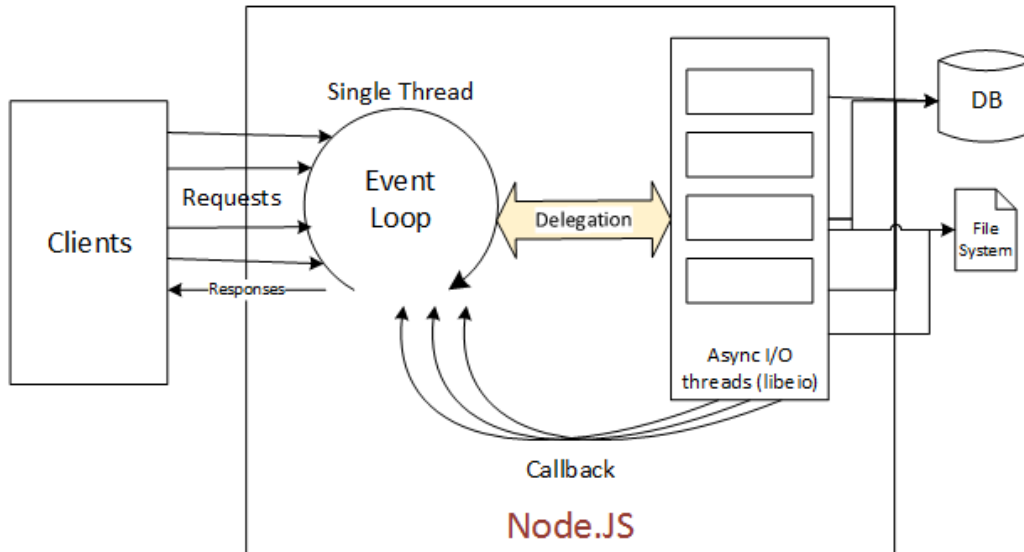 Single Thread
Event
Loop
Requests
Clients
Responses
Delegation
Async I/O
threads (libeio)
DB
File
System
Callback
Node.JS